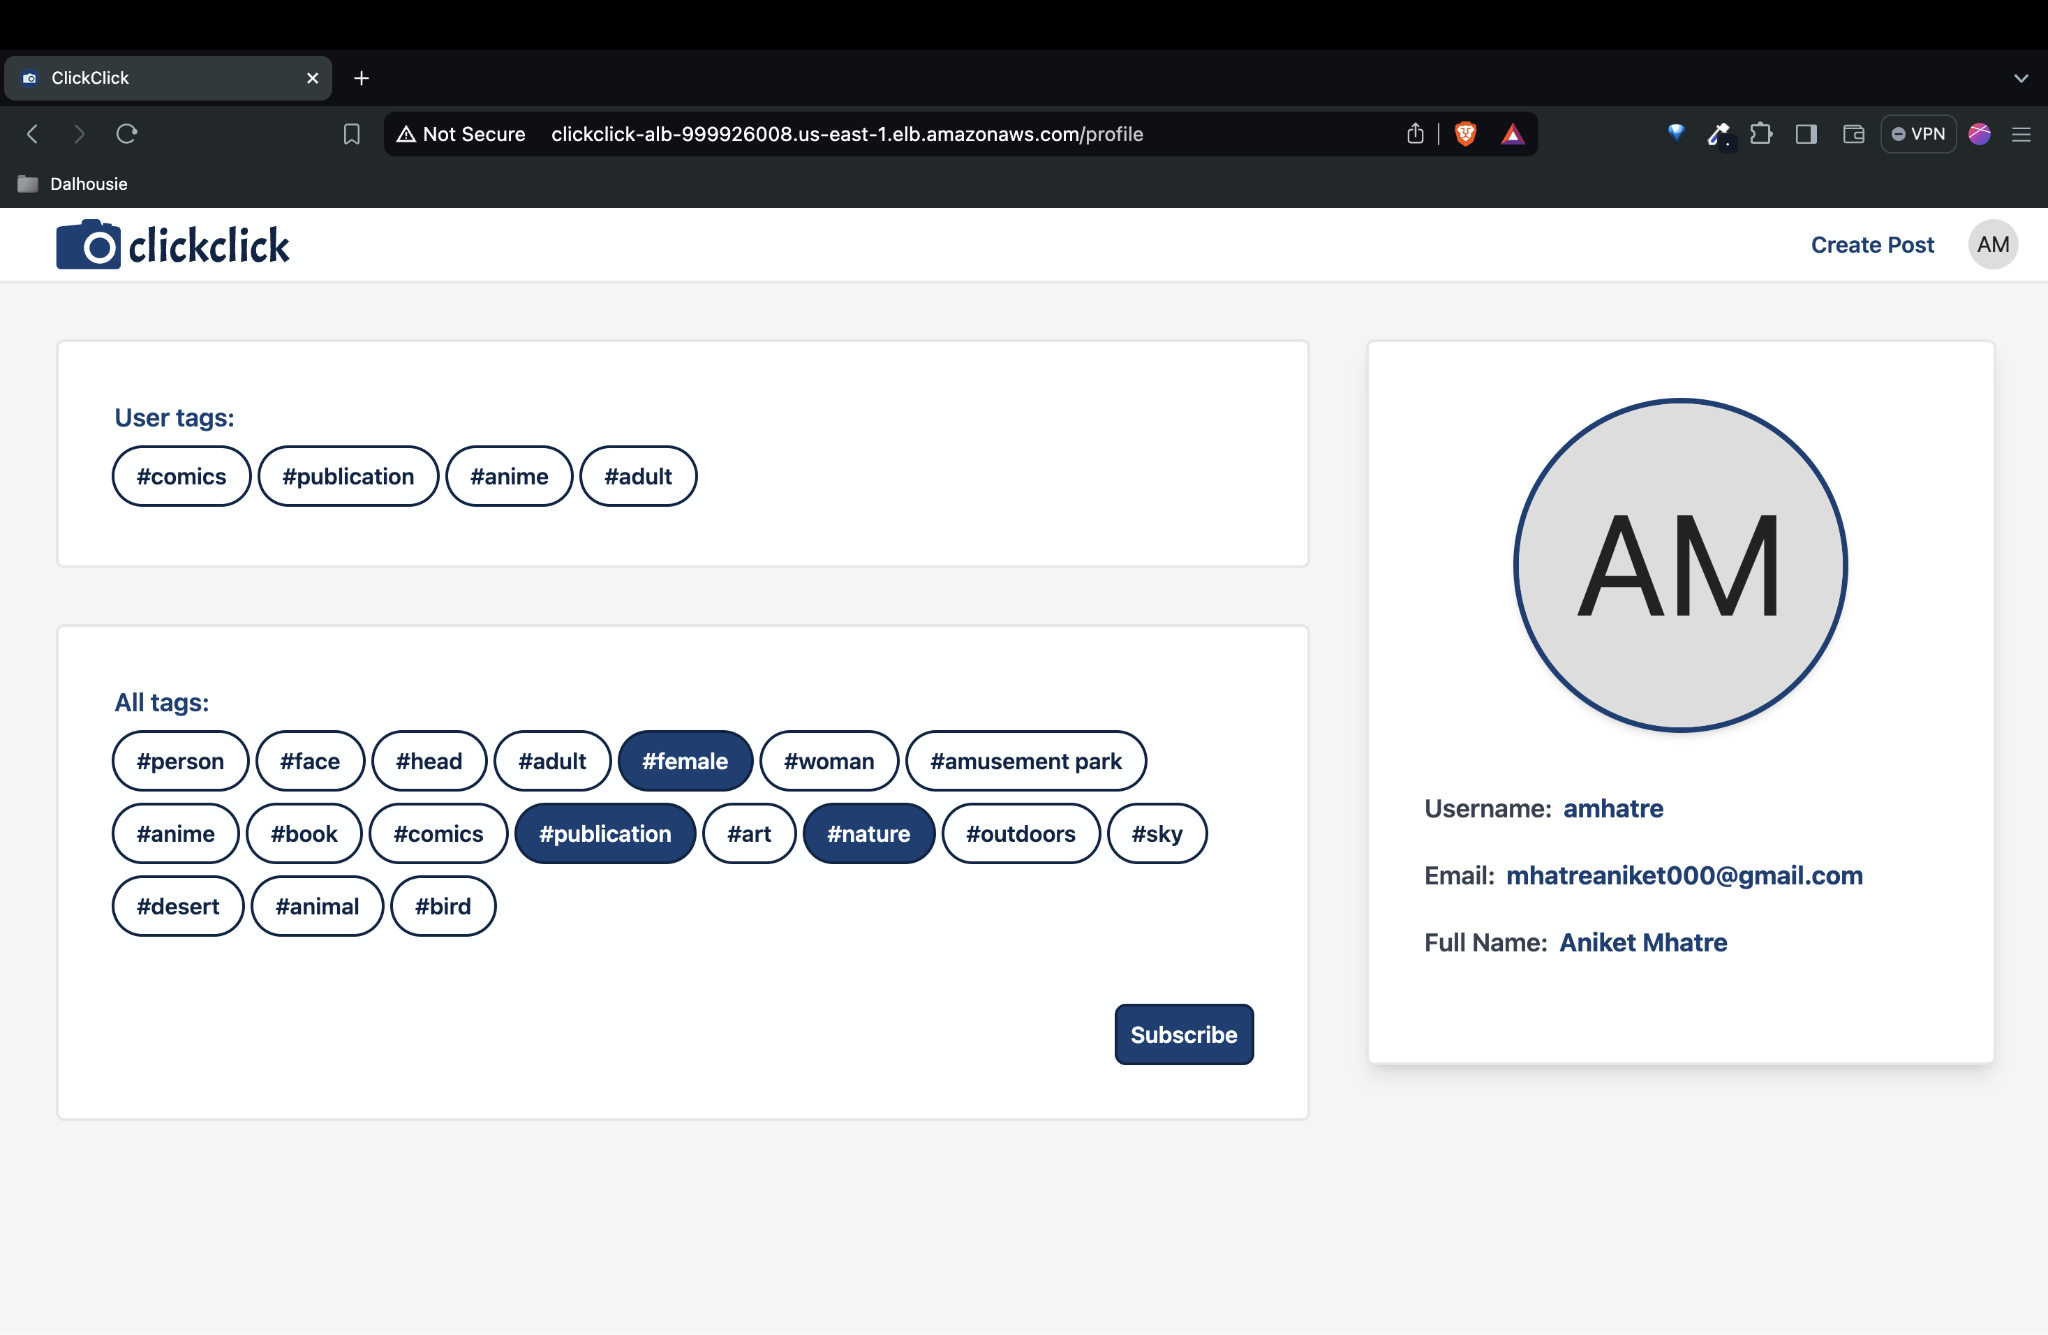 ClickClick
Not Secure clickclick-alb-999926008.us-east-1.elb.amazonaws.com/profile
VPN
Dalhousie
clickclick
Create Post
AM
User tags:
#comics #publication #anime #adult
All tags:
#person #face #head #adult #female #woman #amusement park
#anime #book #comics #publication #art #nature #outdoors #sky
#desert #animal #bird
Subscribe
AM
Username: amhatre
Email: mhatreaniket000@gmail.com
Full Name: Aniket Mhatre